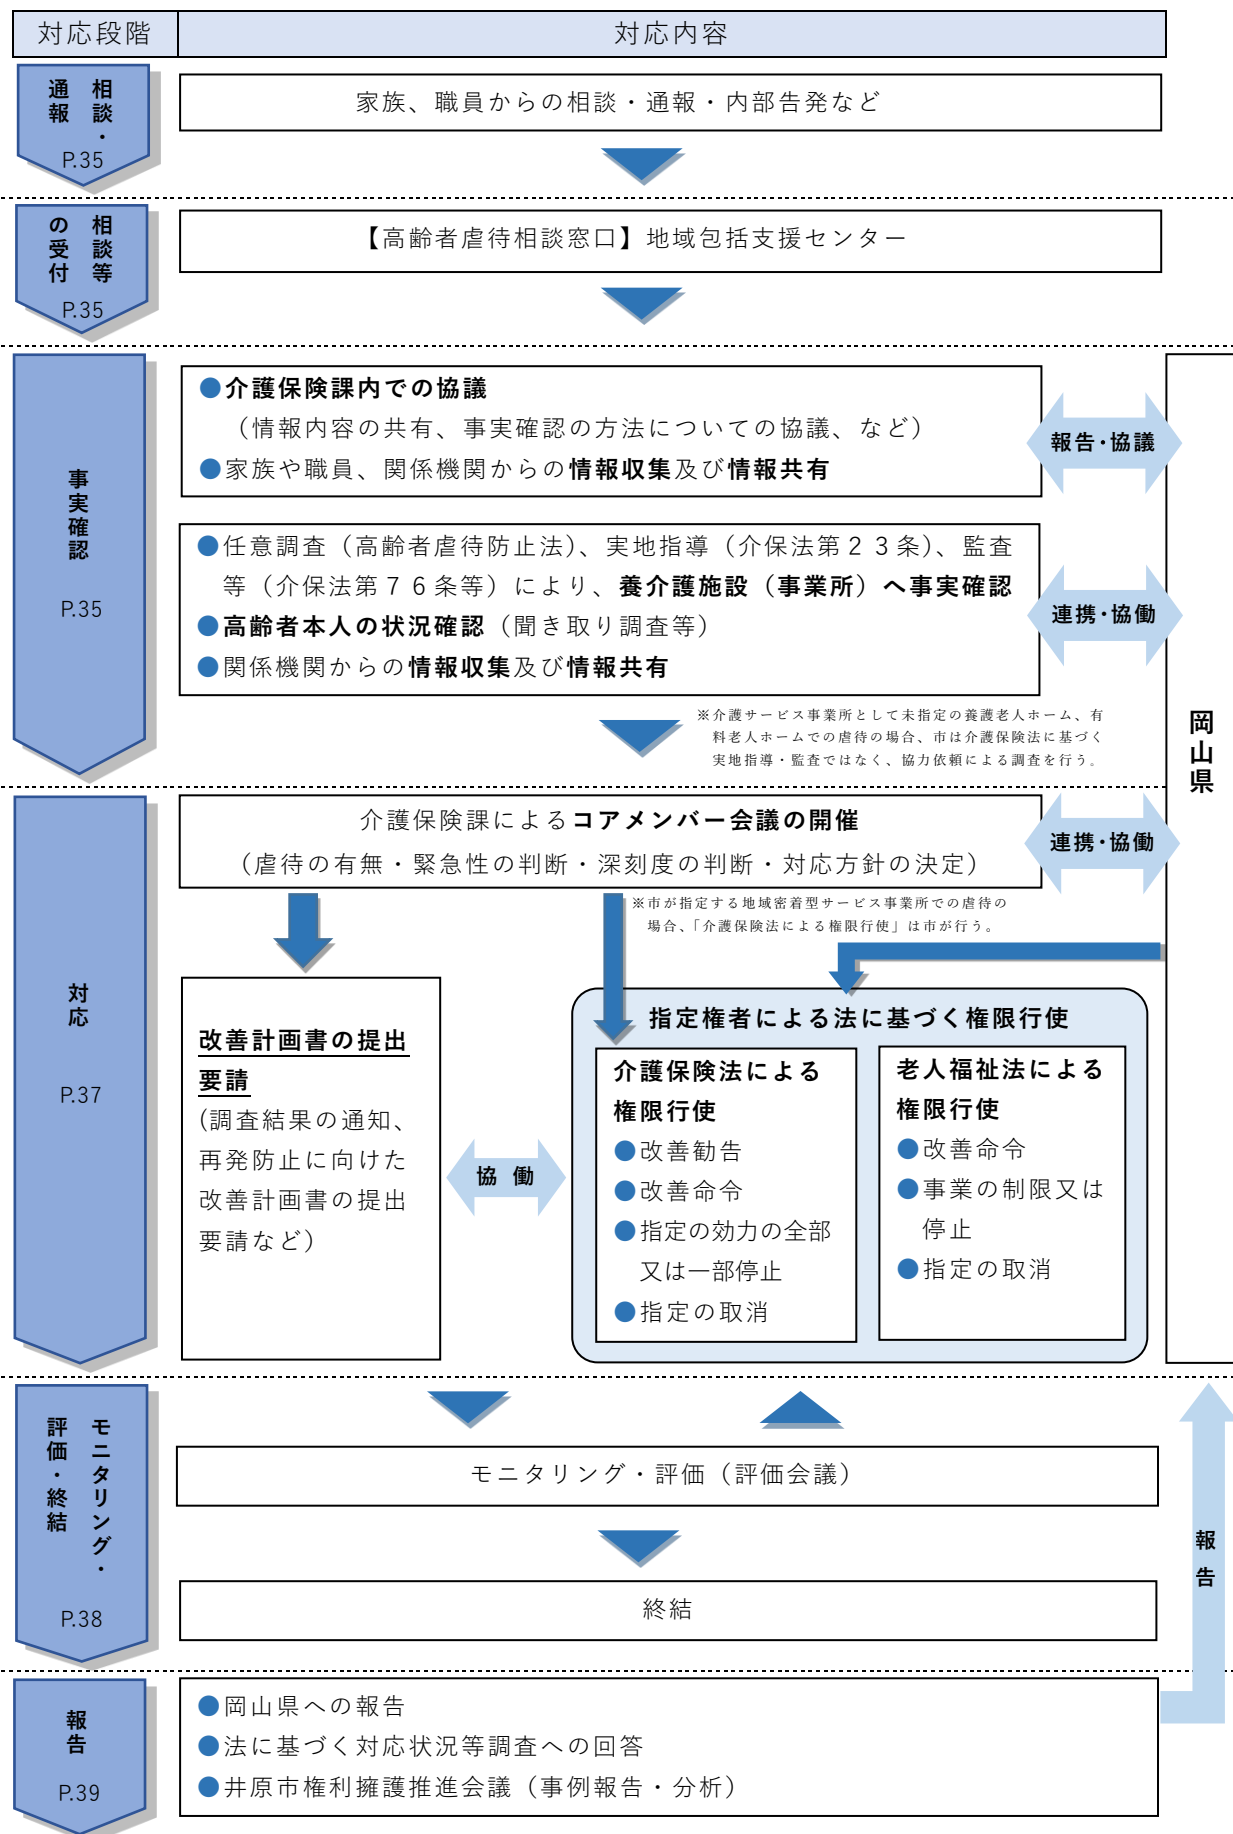 対応段階
対応内容
相談・
通報
P.35
家族、職員からの相談・通報・内部告発など
相談等
の受付
P.35
【高齢者虐待相談窓口】地域包括支援センター
事実確認
P.35
●介護保険課内での協議
（情報内容の共有、事実確認の方法についての協議、など）
●家族や職員、関係機関からの情報収集及び情報共有
報告・協議
●任意調査（高齢者虐待防止法）、実地指導（介保法第２３条）、監査
等（介保法第７６条等）により、養介護施設（事業所）へ事実確認
●高齢者本人の状況確認（聞き取り調査等）
●関係機関からの情報収集及び情報共有
連携・協働
※介護サービス事業所として未指定の養護老人ホーム、有
料老人ホームでの虐待の場合、市は介護保険法に基づく
実地指導・監査ではなく、協力依頼による調査を行う。
岡山県
対応
P.37
介護保険課によるコアメンバー会議の開催
（虐待の有無・緊急性の判断・深刻度の判断・対応方針の決定）
連携・協働
※市が指定する地域密着型サービス事業所での虐待の
場合、「介護保険法による権限行使」は市が行う。
改善計画書の提出
要請
(調査結果の通知、
再発防止に向けた
改善計画書の提出
要請など）
協働
指定権者による法に基づく権限行使
介護保険法による
権限行使
●改善勧告
●改善命令
●指定の効力の全部
又は一部停止
●指定の取消
老人福祉法による
権限行使
●改善命令
●事業の制限又は
停止
●指定の取消
モニタリング・
評価・終結
P.38
モニタリング・評価（評価会議）
終結
報告
報告
P.39
●岡山県への報告
●法に基づく対応状況等調査への回答
●井原市権利擁護推進会議（事例報告・分析）